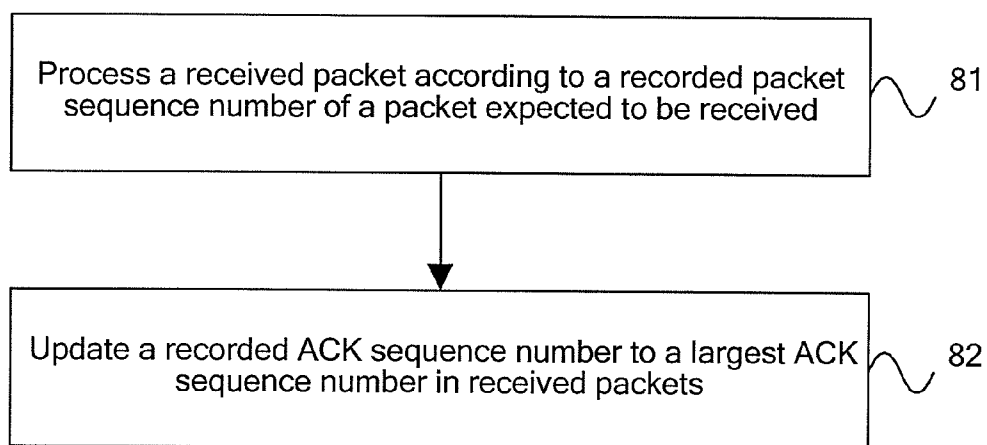 Process a received packet according to a recorded packet
sequence number of a packet expected to be received
81
Update a recorded ACK sequence number to a largest ACK
sequence number in received packets
82